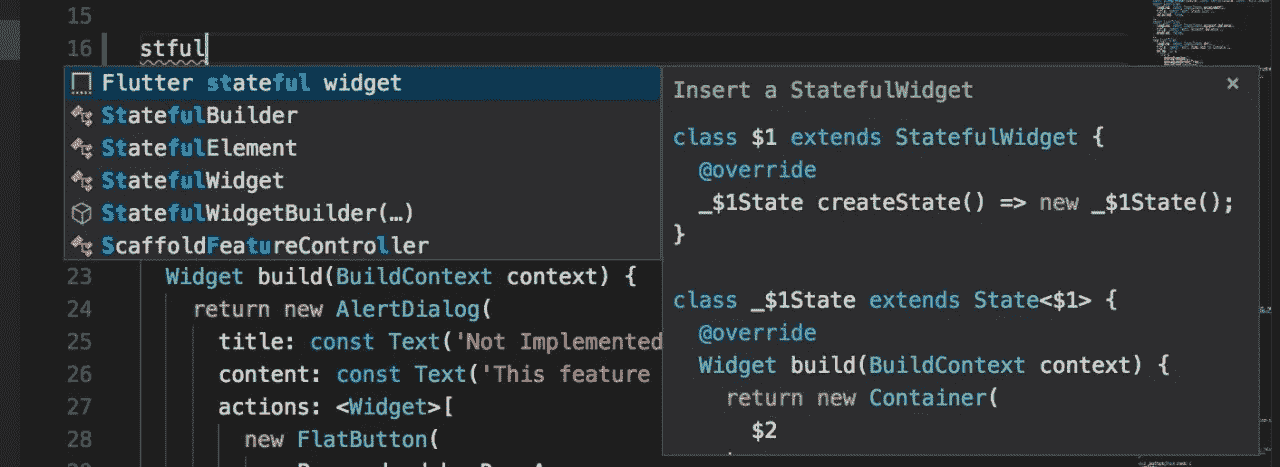 15
16 stful
Flutter stateful widget
StatefulBuilder
StatefulElement
StatefulWidget
StatefulWidgetBuilder(…)
ScaffoldFeatureController
Insert a StatefulWidget ×
class $1 extends StatefulWidget {
@override
_$1State createState() => new _$1State();
}
class _$1State extends State<$1> {
@override
Widget build(BuildContext context) {
return new Container(
$2
23 Widget build(BuildContext context) {
24 return new AlertDialog(
25 title: const Text('Not Implemented
26 content: const Text('This feature
27 actions: <Widget>[
28 new FlatButton(